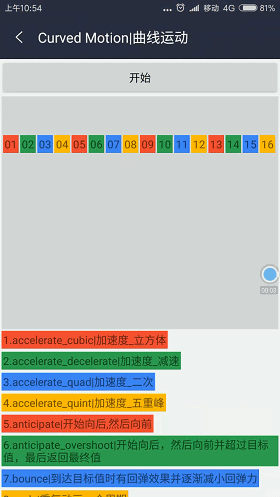 上午10:54 移动 4G 81%
Curved Motion|曲线运动
开始
01 02 03 04 05 06 07 08 09 10 11 12 13 14 15 16
00:03
1.accelerate_cubic|加速度_立方体
2.accelerate_decelerate|加速度_减速
3.accelerate_quad|加速度_二次
4.accelerate_quint|加速度_五重峰
5.anticipate|开始向后,然后向前
6.anticipate_overshoot|开始向后，然后向前并超过目标
值，最后返回最终值
7.bounce|到达目标值有回弹效果并逐渐减小回弹力